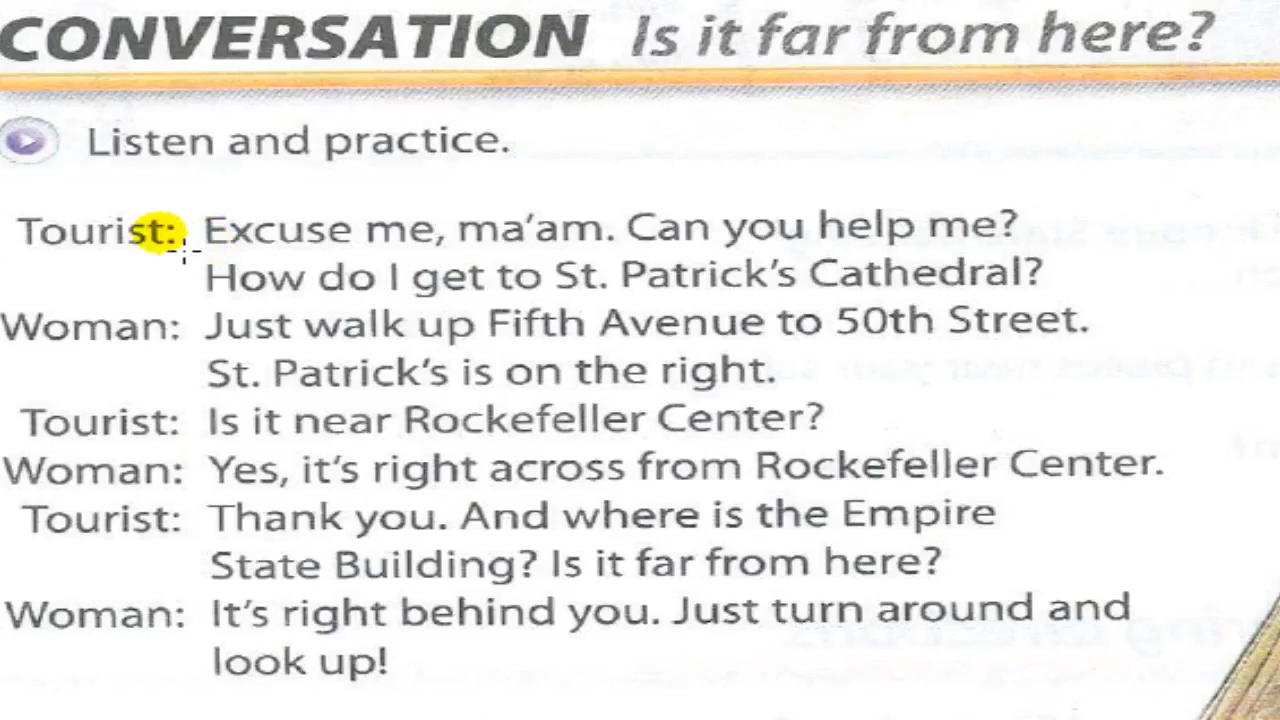 CONVERSATION Is it far from here?
Listen and practice.
Tourist: Excuse me, ma'am. Can you help me?
How do I get to St. Patrick's Cathedral?
Woman: Just walk up Fifth Avenue to 50th Street.
St. Patrick's is on the right.
Tourist: Is it near Rockefeller Center?
Woman: Yes, it's right across from Rockefeller Center.
Tourist: Thank you. And where is the Empire
State Building? Is it far from here?
Woman: It's right behind you. Just turn around and
look up!